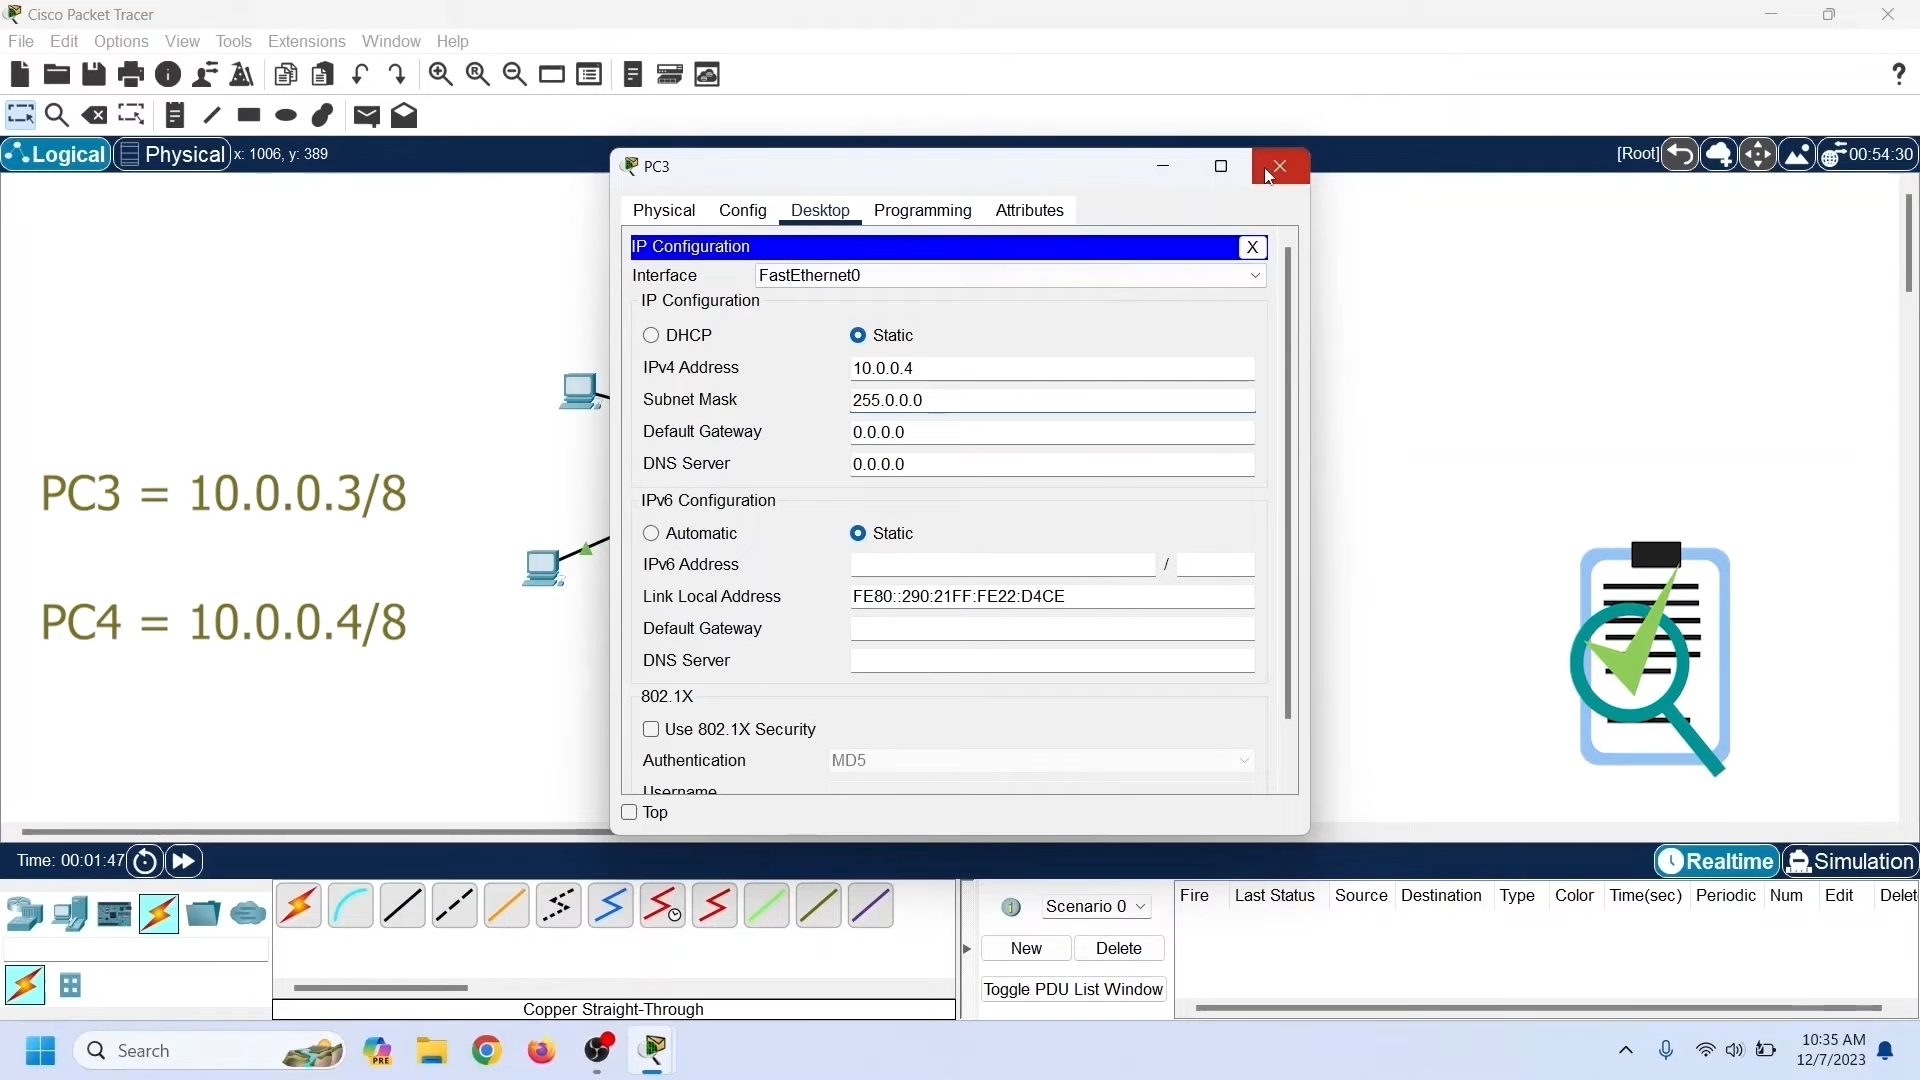 Cisco Packet Tracer
File Edit Options View Tools Extensions Window Help
Logical Physical x: 1006, y: 389 [Root] 00:54:30
PC3
Physical Config Desktop Programming Attributes
IP Configuration X
Interface FastEthernet0
IP Configuration
DHCP Static
IPv4 Address 10.0.0.4
Subnet Mask 255.0.0.0
Default Gateway 0.0.0.0
DNS Server 0.0.0.0
IPv6 Configuration
Automatic Static
IPv6 Address /
Link Local Address FE80::290:21FF:FE22:D4CE
Default Gateway
DNS Server
802.1X
Use 802.1X Security
Authentication MD5
Username
Top
PC3 = 10.0.0.3/8
PC4 = 10.0.0.4/8
Time: 00:01:47 Realtime Simulation
Scenario 0
New Delete
Toggle PDU List Window
Fire Last Status Source Destination Type Color Time(sec) Periodic Num Edit Delet
Copper Straight-Through
Search PRE
10:35 AM
12/7/2023